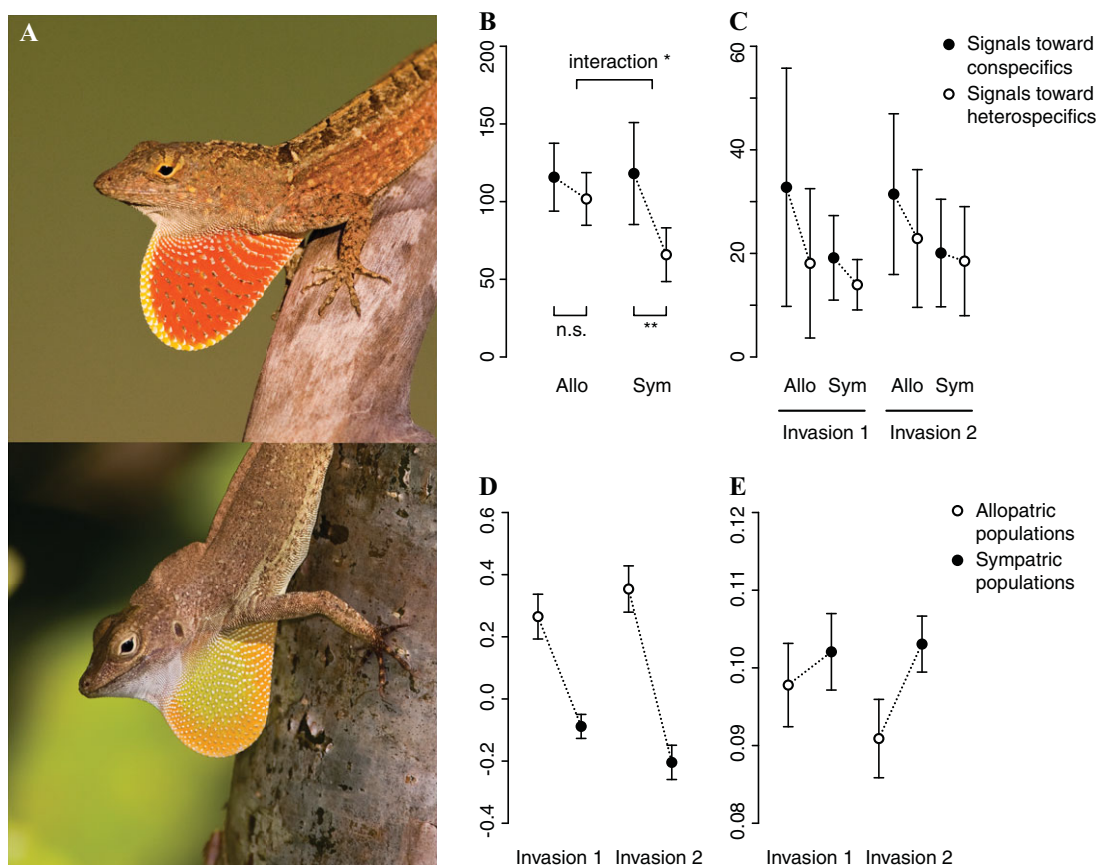 A
B
200
150
100
50
0
interaction *
n.s.
**
Allo Sym
C
60
40
20
0
Signals toward
conspecifics
Signals toward
heterospecifics
Allo Sym Allo Sym
Invasion 1 Invasion 2
D
0.6
0.4
0.2
0.0
-0.2
-0.4
Invasion 1 Invasion 2
E
0.12
0.11
0.10
0.09
0.08
Allopatric
populations
Sympatric
populations
Invasion 1 Invasion 2